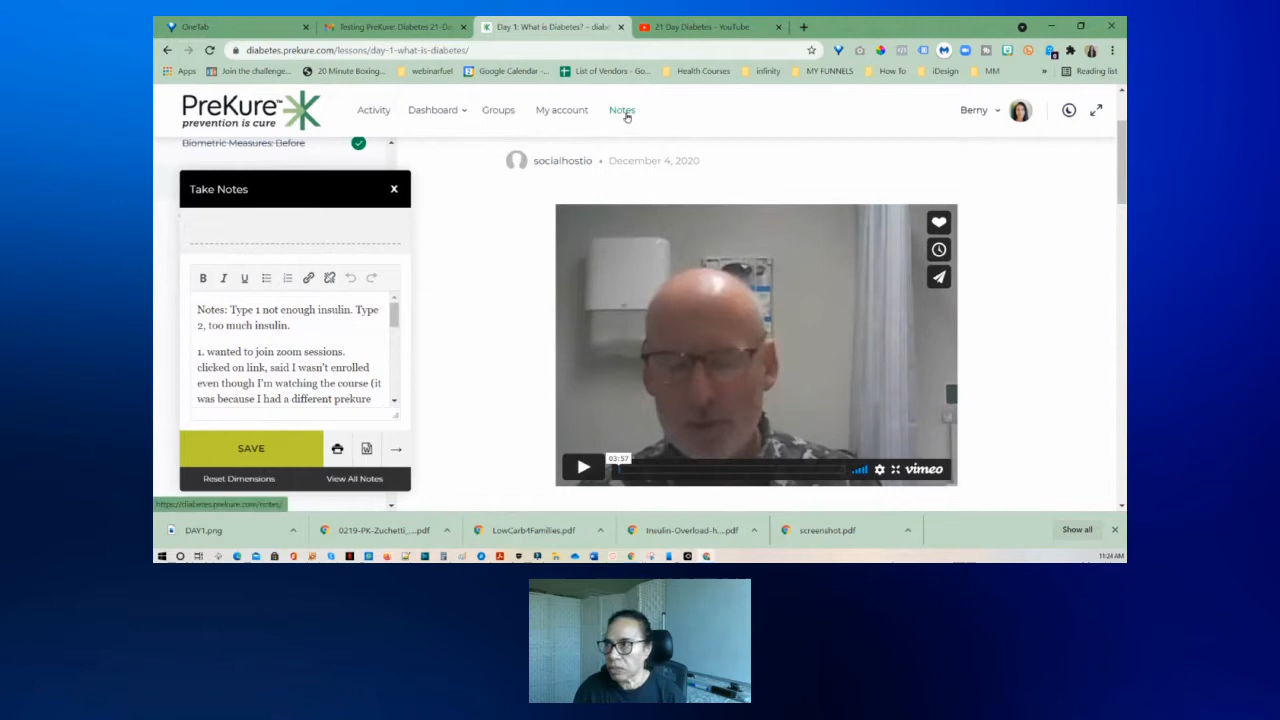 OneTab
Testing PreKure: Diabetes 21-Da
Day 1: What is Diabetes? – diab
21 Day Diabetes - YouTube
diabetes.prekure.com/lessons/day-1-what-is-diabetes/
Apps
Join the challenge...
20 Minute Boxing...
webinarfuel
Google Calendar -...
List of Vendors - Go...
Health Courses
infinity
MY FUNNELS
How To
iDesign
MM
»
Reading list
PreKure™
prevention is cure
Activity
Dashboard
Groups
My account
Notes
Berny
Biometric Measures: Before
socialhostio • December 4, 2020
Take Notes
X
B I U
Notes: Type 1 not enough insulin. Type
2, too much insulin.
1. wanted to join zoom sessions.
clicked on link, said I wasn't enrolled
even though I'm watching the course (it
was because I had a different prekure
03:57
vimeo
SAVE
Reset Dimensions
View All Notes
https://diabetes.prekure.com/notes/
DAY1.png
0219-PK-Zuchetti_...pdf
LowCarb4Families.pdf
Insulin-Overload-h....pdf
screenshot.pdf
Show all
11:24 AM